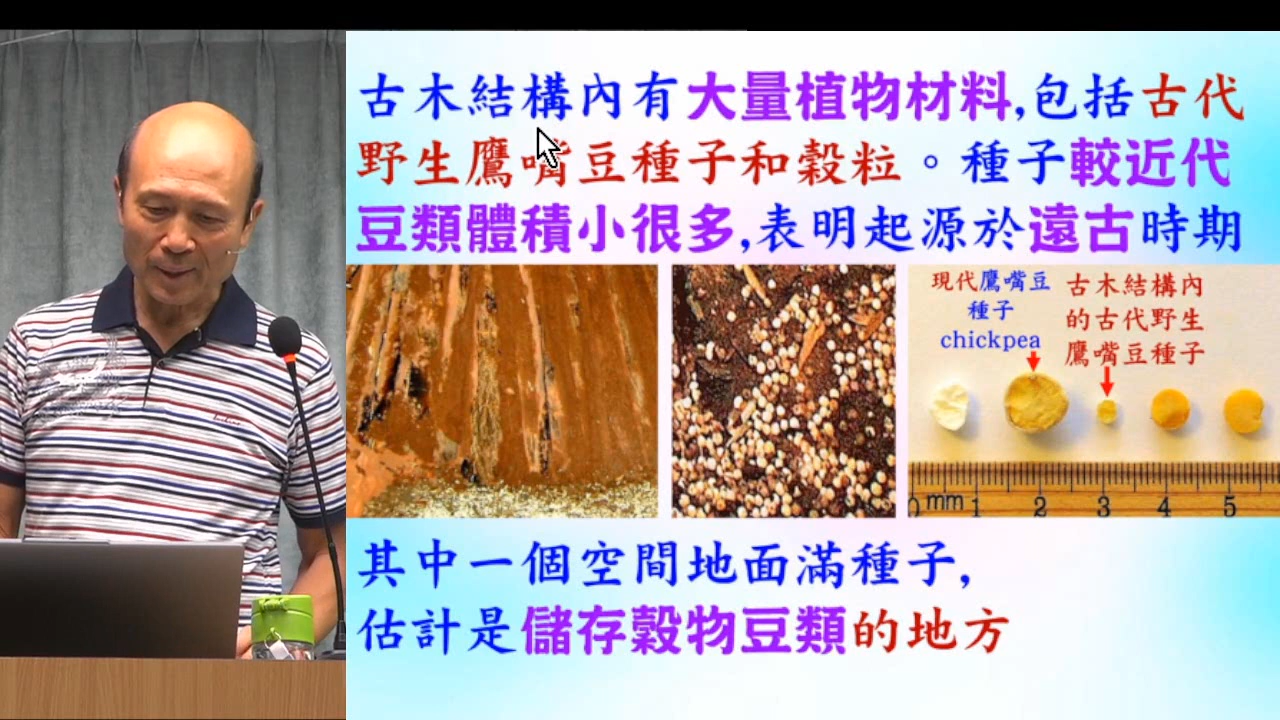 古木結構內有大量植物材料,包括古代
野生鷹嘴豆種子和穀粒。種子較近代
豆類體積小很多,表明起源於遠古時期
現代鷹嘴豆
種子
chickpea
古木結構內
的古代野生
鷹嘴豆種子
0 mm 1 2 3 4 5
其中一個空間地面滿種子,
估計是儲存穀物豆類的地方